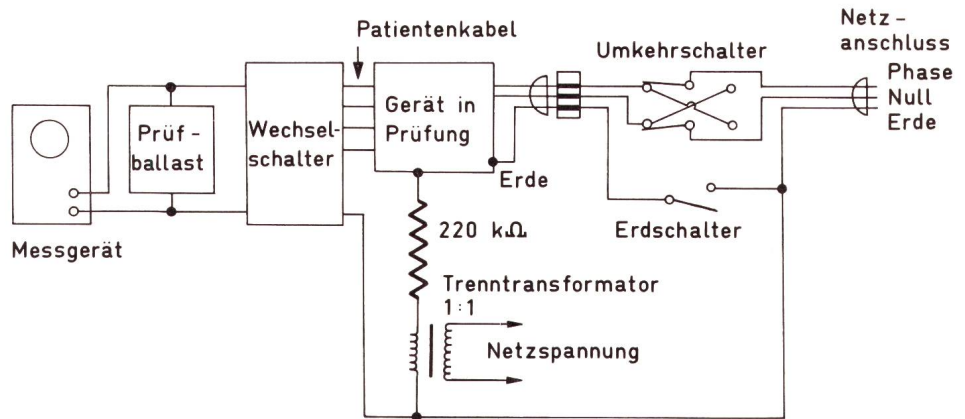 Patientenkabel
Umkehrschalter
Netz-
anschluss
Phase
Null
Erde
Gerät in
Prüfung
Wechsel-
schalter
Prüf-
ballast
Messgerät
Erde
220 kΩ
Erdschalter
Trenntransformator
1:1
Netzspannung